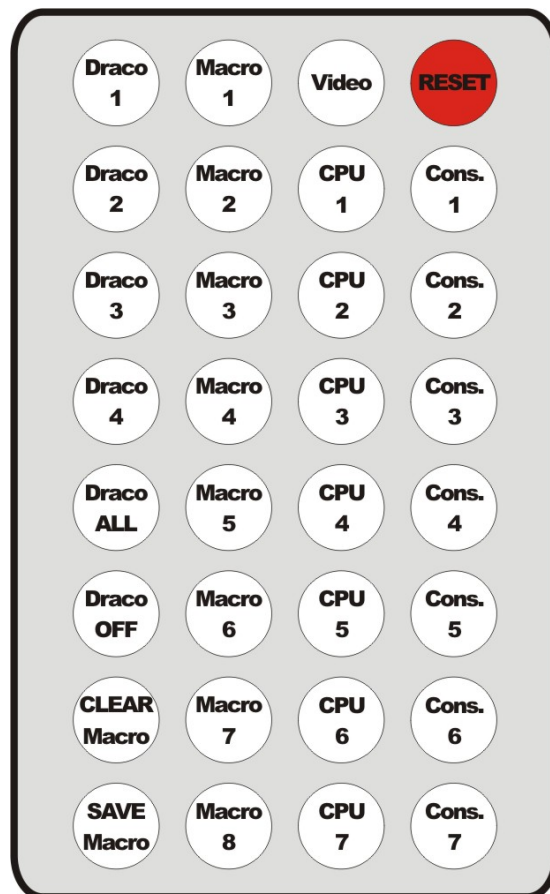 Draco 1 Macro 1 Video RESET
Draco 2 Macro 2 CPU 1 Cons. 1
Draco 3 Macro 3 CPU 2 Cons. 2
Draco 4 Macro 4 CPU 3 Cons. 3
Draco ALL Macro 5 CPU 4 Cons. 4
Draco OFF Macro 6 CPU 5 Cons. 5
CLEAR Macro Macro 7 CPU 6 Cons. 6
SAVE Macro Macro 8 CPU 7 Cons. 7